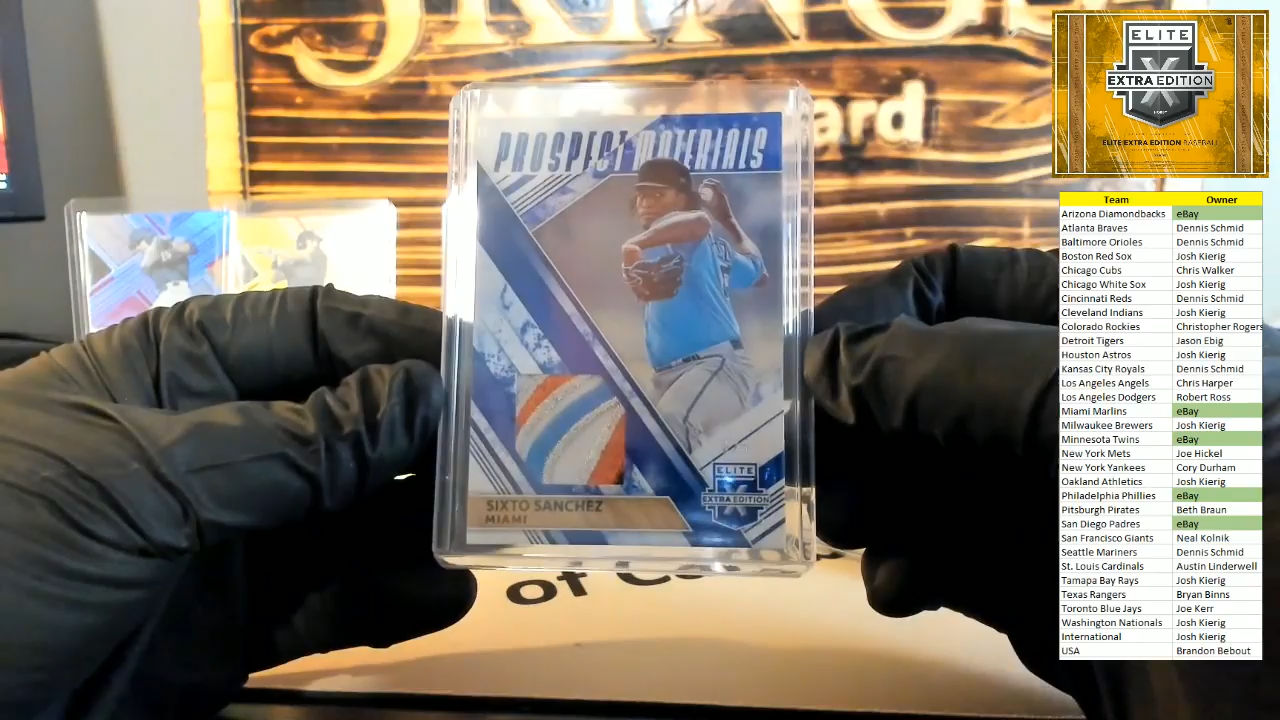 ard
of
PROSPECT MATERIALS
SIXTO SANCHEZ
MIAMI
ELITE
EXTRA EDITION
X
ELITE
EXTRA EDITION
X
ELITE EXTRA EDITION BASEBALL
Team Owner
Arizona Diamondbacks eBay
Atlanta Braves Dennis Schmid
Baltimore Orioles Dennis Schmid
Boston Red Sox Josh Kierig
Chicago Cubs Chris Walker
Chicago White Sox Josh Kierig
Cincinnati Reds Dennis Schmid
Cleveland Indians Josh Kierig
Colorado Rockies Christopher Rogers
Detroit Tigers Jason Ebig
Houston Astros Josh Kierig
Kansas City Royals Dennis Schmid
Los Angeles Angels Chris Harper
Los Angeles Dodgers Robert Ross
Miami Marlins eBay
Milwaukee Brewers Josh Kierig
Minnesota Twins eBay
New York Mets Joe Hickel
New York Yankees Cory Durham
Oakland Athletics Josh Kierig
Philadelphia Phillies eBay
Pittsburgh Pirates Beth Braun
San Diego Padres eBay
San Francisco Giants Neal Kolnik
Seattle Mariners Dennis Schmid
St. Louis Cardinals Austin Linderwell
Tamapa Bay Rays Josh Kierig
Texas Rangers Bryan Binns
Toronto Blue Jays Joe Kerr
Washington Nationals Josh Kierig
International Josh Kierig
USA Brandon Bebout